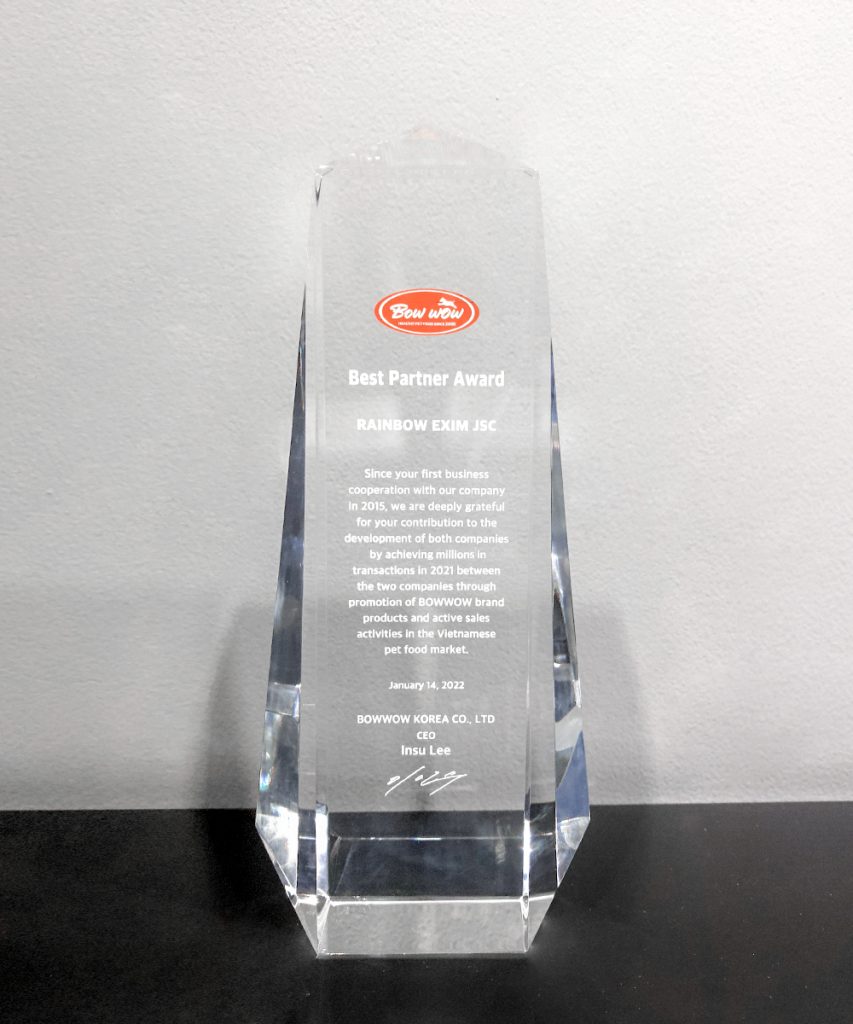 Bow wow
Best Partner Award
RAINBOW EXIM JSC
Since your first business
cooperation with our company
in 2015, we are deeply grateful
for your contribution to the
development of both companies
by achieving millions in
transactions in 2021 between
the two companies through
promotion of BOWWOW brand
products and active sales
activities in the Vietnamese
pet food market.
January 14, 2022
BOWWOW KOREA CO., LTD
CEO
Insu Lee